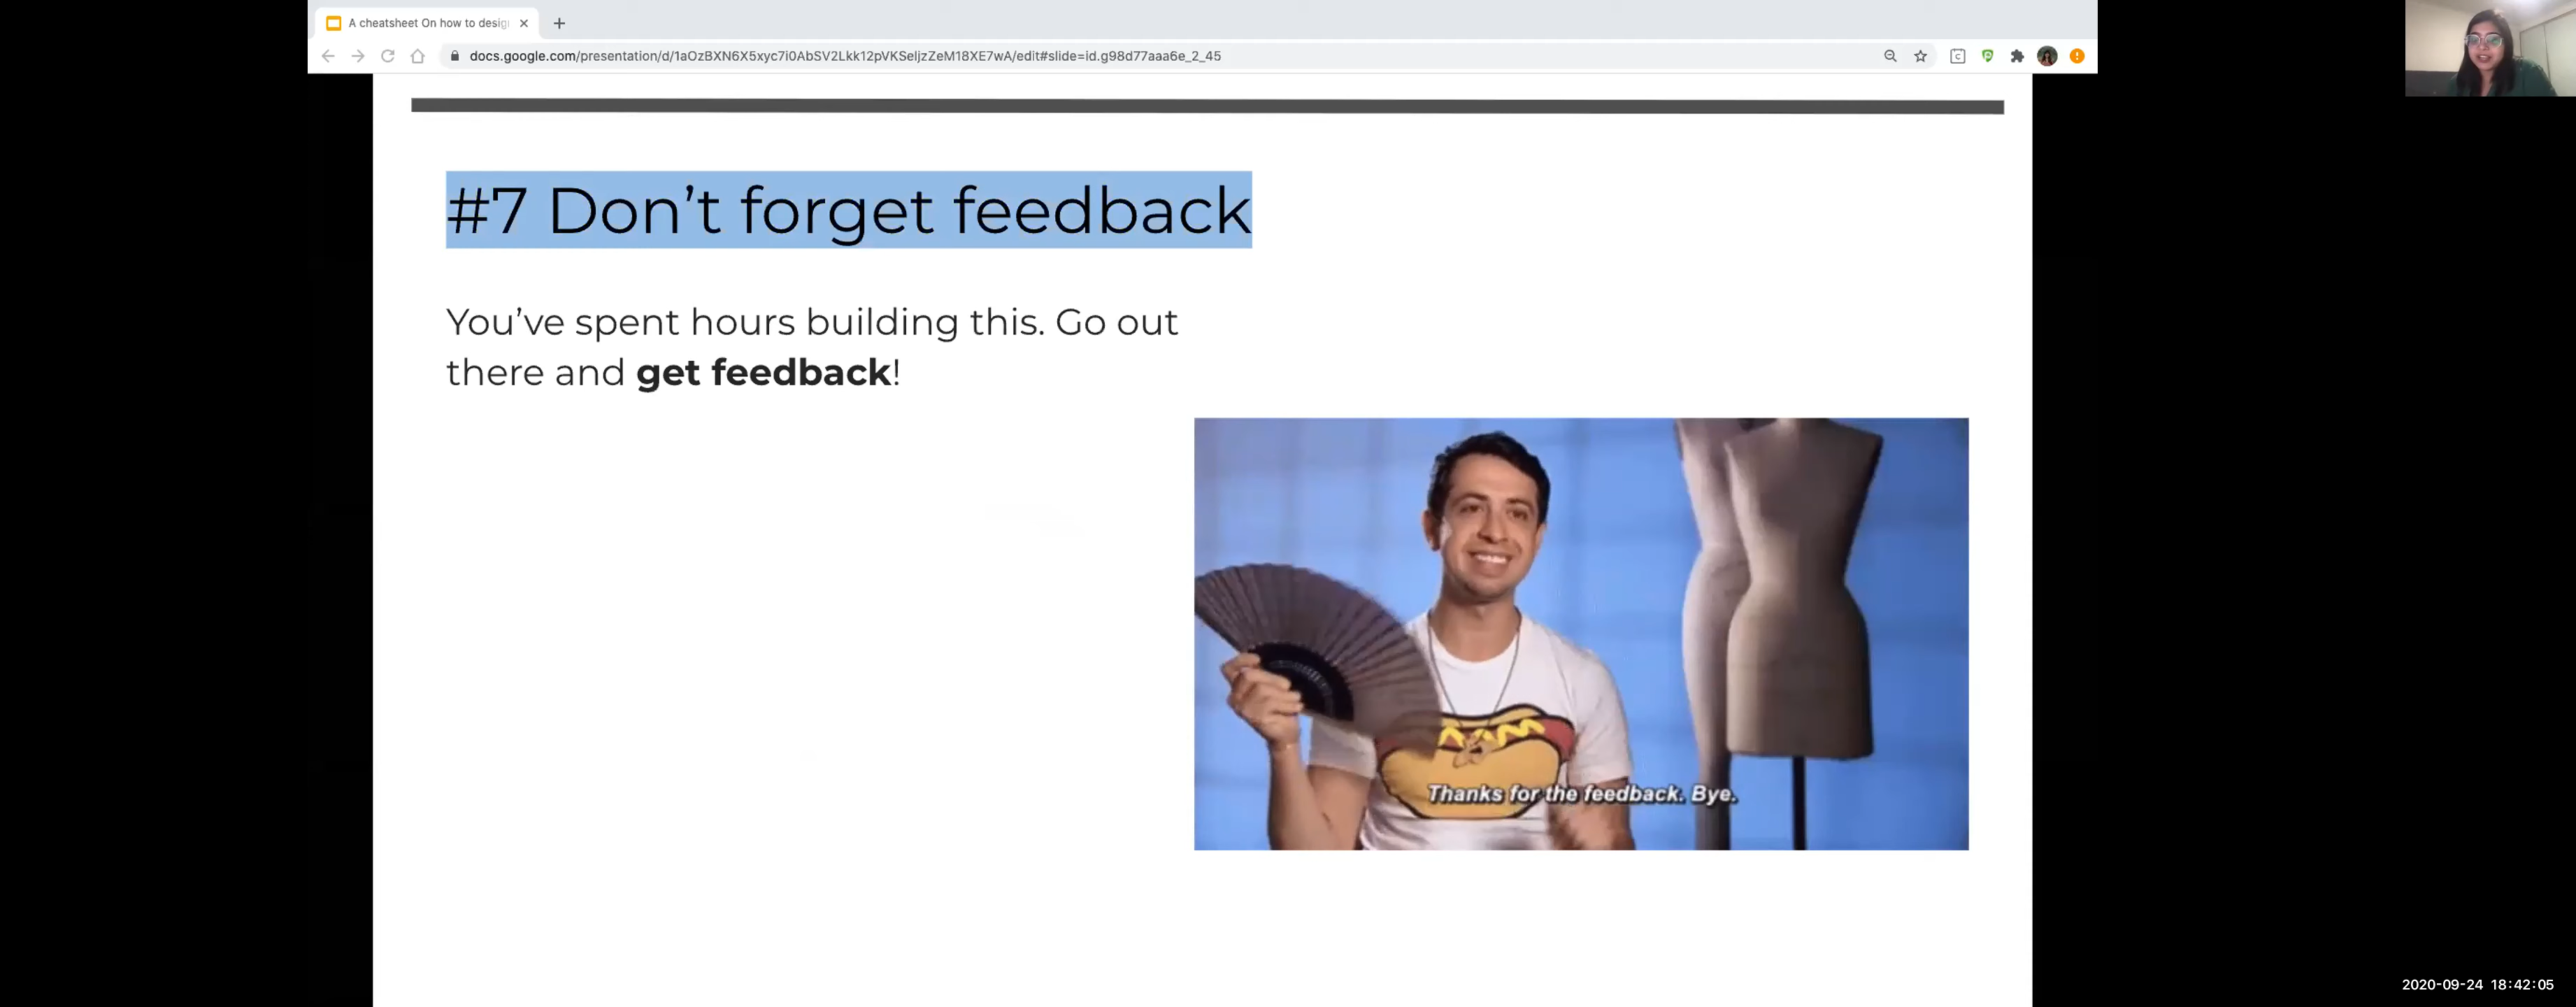 A cheatsheet On how to desig
docs.google.com/presentation/d/1aOzBXN6X5xyc7i0AbSV2Lkk12pVKSeljzZeM18XE7wA/edit#slide=id.g98d77aaa6e_2_45
#7 Don’t forget feedback
You’ve spent hours building this. Go out
there and get feedback!
Thanks for the feedback. Bye.
2020-09-24 18:42:05